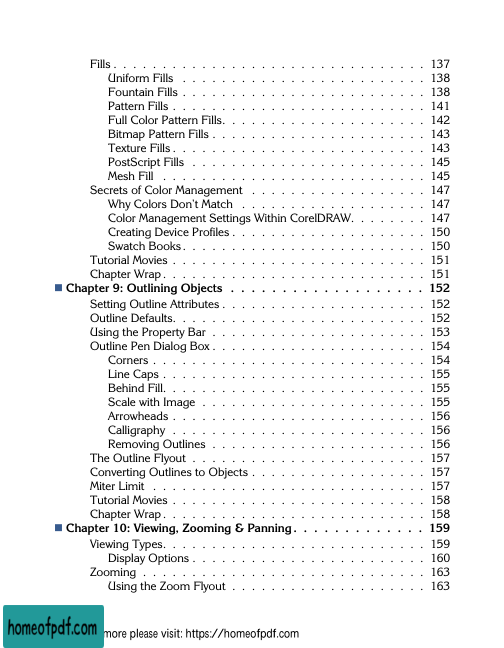 Fills . . . . . . . . . . . . . . . . . . . . . . . . . . . . . . . . 137
Uniform Fills . . . . . . . . . . . . . . . . . . . . . . . . . 138
Fountain Fills . . . . . . . . . . . . . . . . . . . . . . . . . 138
Pattern Fills . . . . . . . . . . . . . . . . . . . . . . . . . . 141
Full Color Pattern Fills. . . . . . . . . . . . . . . . . . . . . 142
Bitmap Pattern Fills . . . . . . . . . . . . . . . . . . . . . . 143
Texture Fills . . . . . . . . . . . . . . . . . . . . . . . . . . 143
PostScript Fills . . . . . . . . . . . . . . . . . . . . . . . . 145
Mesh Fill . . . . . . . . . . . . . . . . . . . . . . . . . . . 145
Secrets of Color Management . . . . . . . . . . . . . . . . . . 147
Why Colors Don't Match . . . . . . . . . . . . . . . . . . . 147
Color Management Settings Within CorelDRAW. . . . . . . . 147
Creating Device Profiles . . . . . . . . . . . . . . . . . . . . 150
Swatch Books . . . . . . . . . . . . . . . . . . . . . . . . . 150
Tutorial Movies . . . . . . . . . . . . . . . . . . . . . . . . . . 151
Chapter Wrap . . . . . . . . . . . . . . . . . . . . . . . . . . . 151
■ Chapter 9: Outlining Objects . . . . . . . . . . . . . . . . . . . 152
Setting Outline Attributes . . . . . . . . . . . . . . . . . . . . . 152
Outline Defaults. . . . . . . . . . . . . . . . . . . . . . . . . . 152
Using the Property Bar . . . . . . . . . . . . . . . . . . . . . . 153
Outline Pen Dialog Box . . . . . . . . . . . . . . . . . . . . . . 154
Corners . . . . . . . . . . . . . . . . . . . . . . . . . . . . 154
Line Caps . . . . . . . . . . . . . . . . . . . . . . . . . . . 155
Behind Fill. . . . . . . . . . . . . . . . . . . . . . . . . . . 155
Scale with Image . . . . . . . . . . . . . . . . . . . . . . . 155
Arrowheads . . . . . . . . . . . . . . . . . . . . . . . . . . 156
Calligraphy . . . . . . . . . . . . . . . . . . . . . . . . . . 156
Removing Outlines . . . . . . . . . . . . . . . . . . . . . . 156
The Outline Flyout . . . . . . . . . . . . . . . . . . . . . . . . 157
Converting Outlines to Objects . . . . . . . . . . . . . . . . . . 157
Miter Limit . . . . . . . . . . . . . . . . . . . . . . . . . . . . 157
Tutorial Movies . . . . . . . . . . . . . . . . . . . . . . . . . . 158
Chapter Wrap . . . . . . . . . . . . . . . . . . . . . . . . . . . 158
■ Chapter 10: Viewing, Zooming & Panning . . . . . . . . . . . . . 159
Viewing Types. . . . . . . . . . . . . . . . . . . . . . . . . . . 159
Display Options . . . . . . . . . . . . . . . . . . . . . . . . 160
Zooming . . . . . . . . . . . . . . . . . . . . . . . . . . . . . 163
Using the Zoom Flyout . . . . . . . . . . . . . . . . . . . . 163
homeofpdf.com more please visit: https://homeofpdf.com